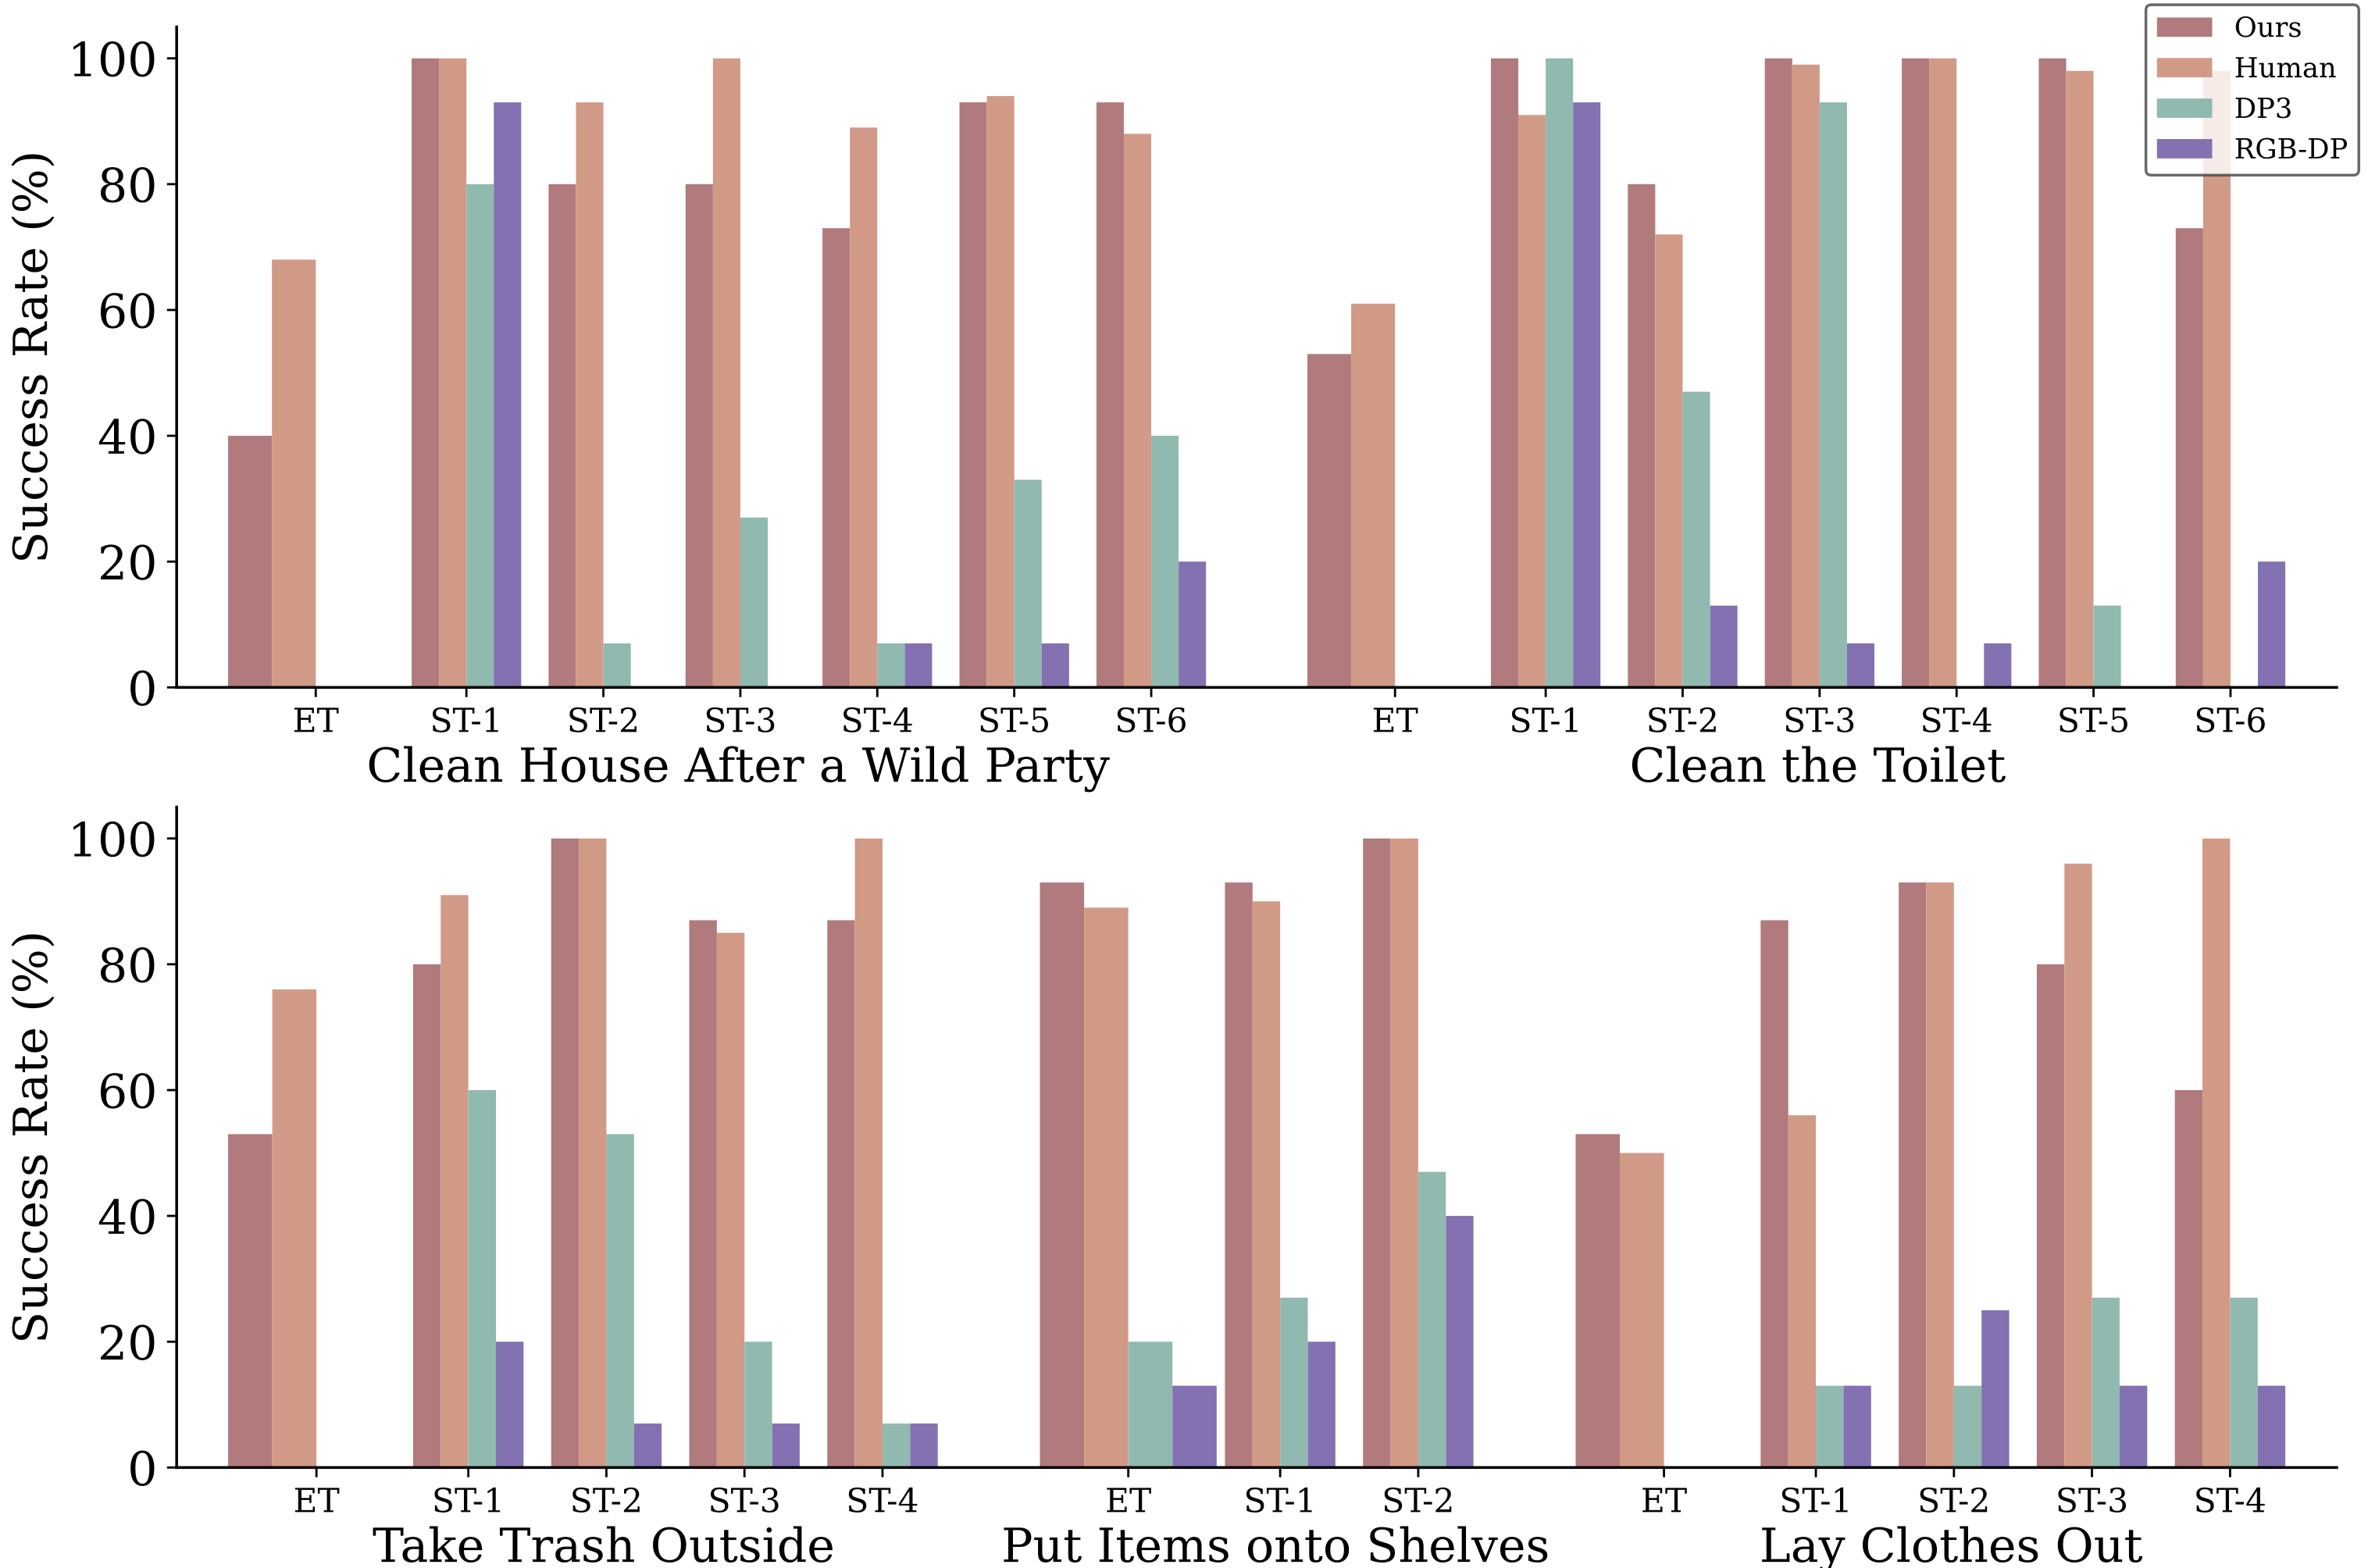 Ours
Human
DP3
RGB-DP
Success Rate (%)
100
80
60
40
20
0
ET ST-1 ST-2 ST-3 ST-4 ST-5 ST-6 ET ST-1 ST-2 ST-3 ST-4 ST-5 ST-6
Clean House After a Wild Party Clean the Toilet
Success Rate (%)
100
80
60
40
20
0
ET ST-1 ST-2 ST-3 ST-4 ET ST-1 ST-2 ET ST-1 ST-2 ST-3 ST-4
Take Trash Outside Put Items onto Shelves Lay Clothes Out